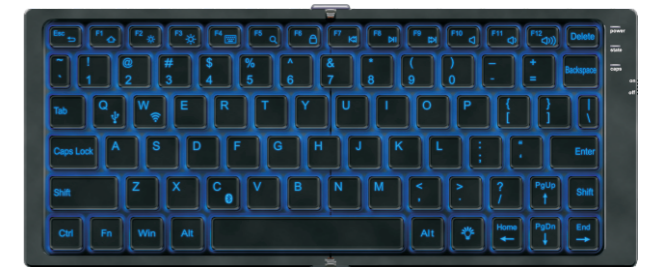 Esc F1 F2 F3 F4 F5 F6 F7 F8 F9 F10 F11 F12 Delete
power
state
caps
on
off
~ ! @ # $ % ^ & * ( ) _ + Backspace
` 1 2 3 4 5 6 7 8 9 0 - =
Tab Q W E R T Y U I O P { } |
[ ] \
Caps Lock A S D F G H J K L : " Enter
; '
Shift Z X C V B N M < > ? PgUp Shift
, . /
Ctrl Fn Win Alt Alt Home PgDn End